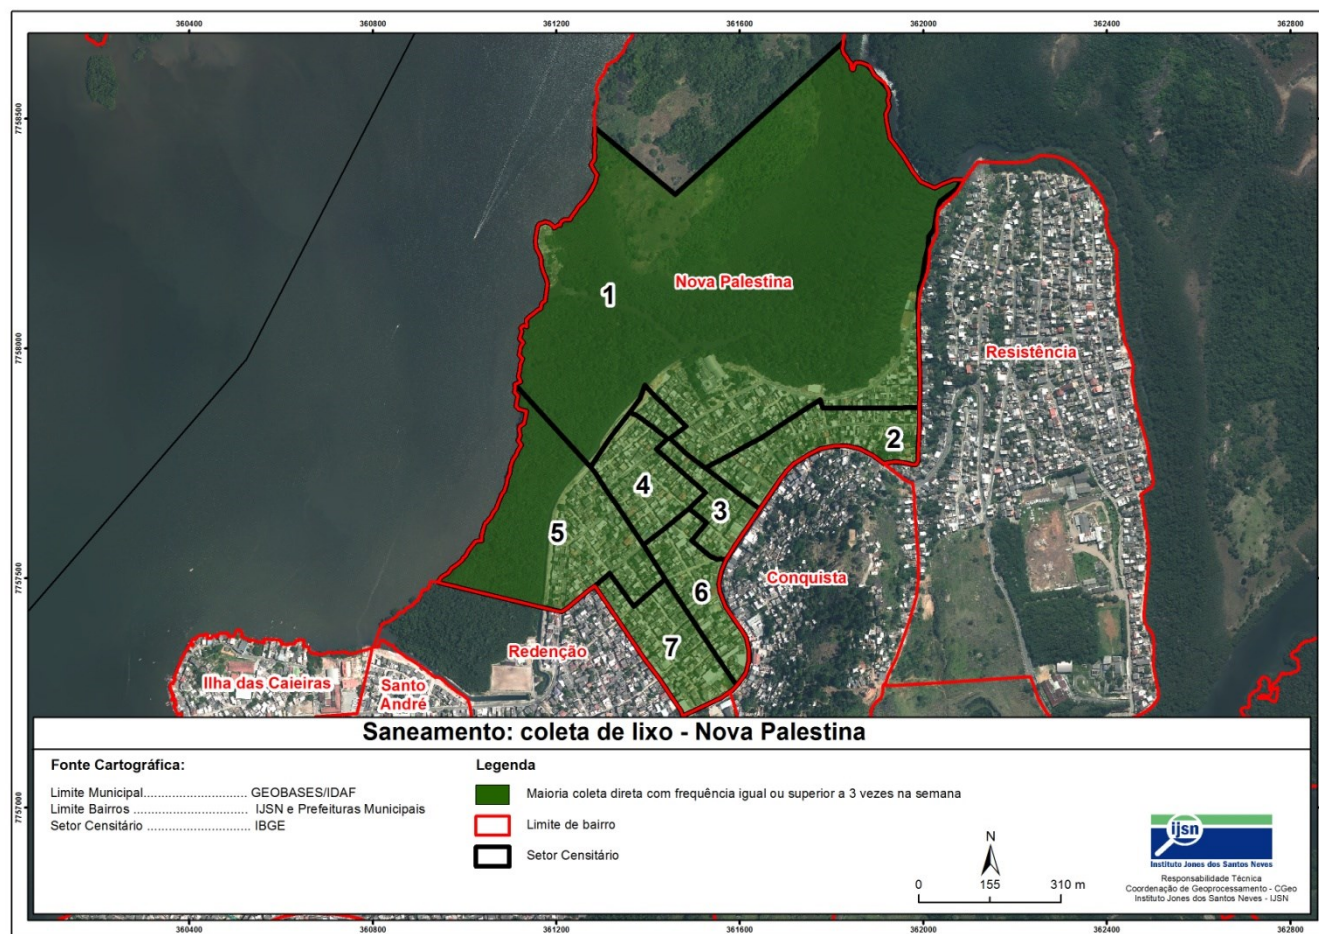 360400 360800 361200 361600 362000 362400 362800
7758500
7758000
7757500
7757000
Nova Palestina
1
Resistência
2
4
3
5
Conquista
6
Redenção
7
Ilha das Caieiras
Santo
André
Saneamento: coleta de lixo - Nova Palestina
Fonte Cartográfica:
Limite Municipal............................. GEOBASES/IDAF
Limite Bairros ................................. IJSN e Prefeituras Municipais
Setor Censitário ............................. IBGE
Legenda
Maioria coleta direta com frequência igual ou superior a 3 vezes na semana
Limite de bairro
Setor Censitário
N
0 155 310 m
ijsn
Instituto Jones dos Santos Neves
Responsabilidade Técnica
Coordenação de Geoprocessamento - CGeo
Instituto Jones dos Santos Neves - IJSN
360400 360800 361200 361600 362000 362400 362800